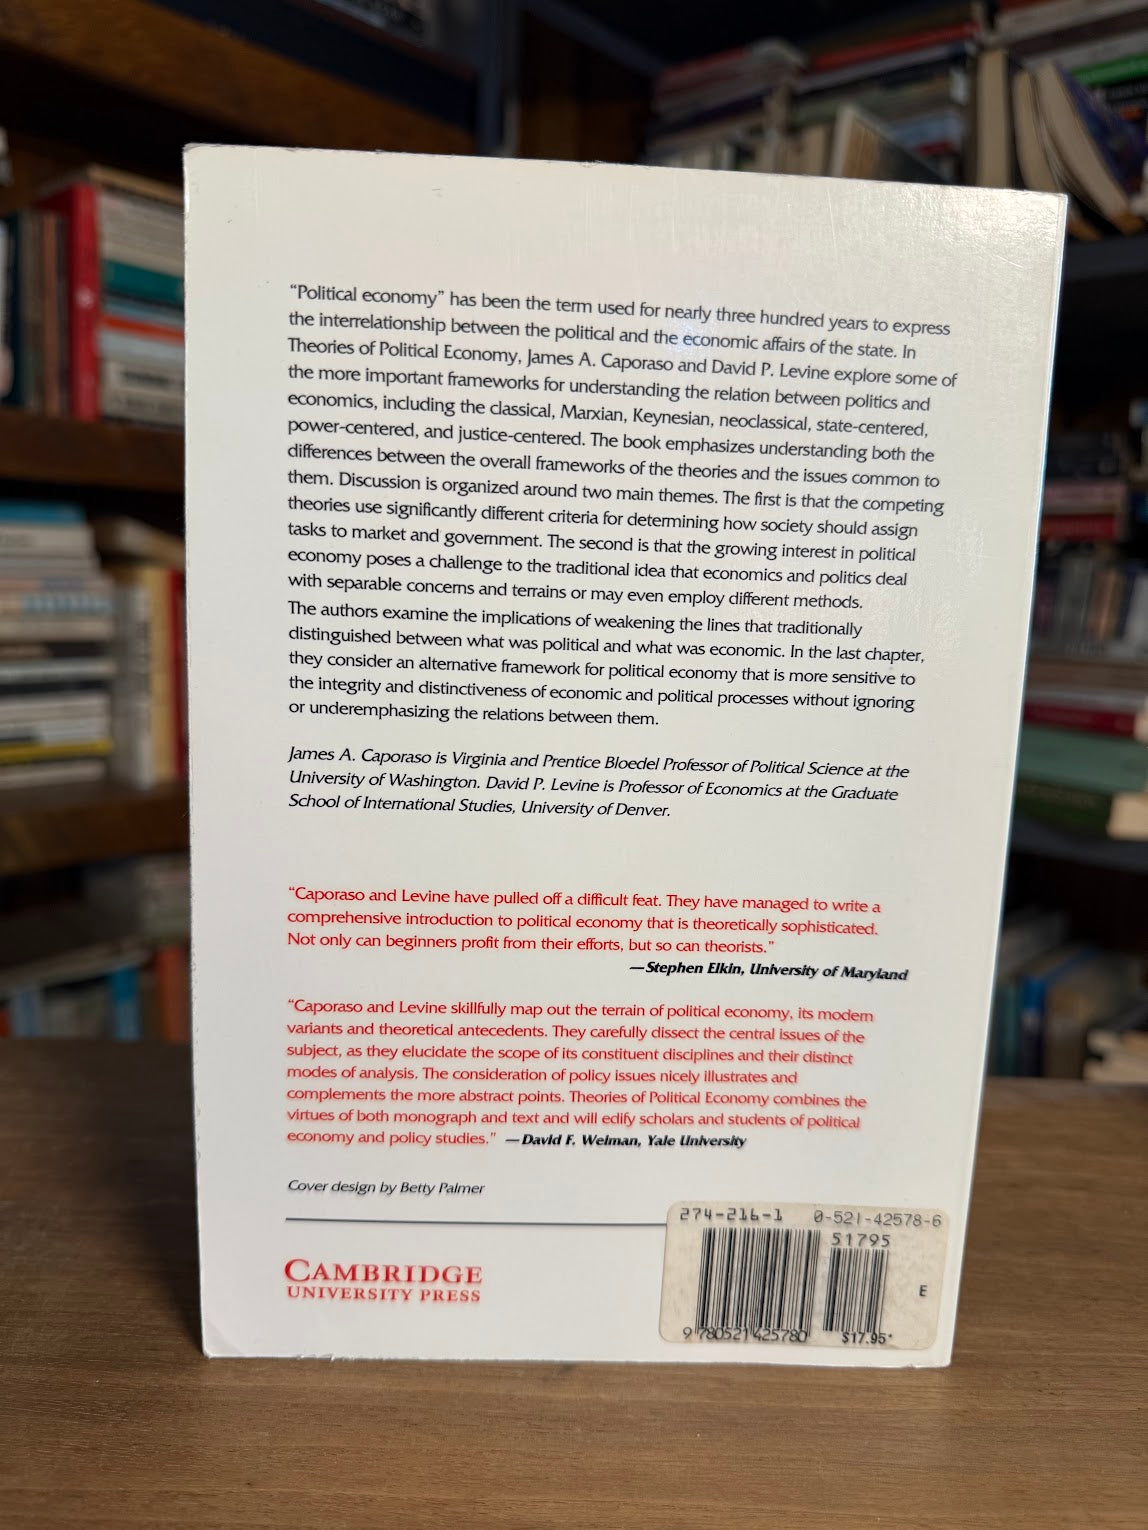 “Political economy” has been the term used for nearly three hundred years to express
the interrelationship between the political and the economic affairs of the state. In
Theories of Political Economy, James A. Caporaso and David P. Levine explore some of
the more important frameworks for understanding the relation between politics and
economics, including the classical, Marxian, Keynesian, neoclassical, state-centered,
power-centered, and justice-centered. The book emphasizes understanding both the
differences between the overall frameworks of the theories and the issues common to
them. Discussion is organized around two main themes. The first is that the competing
theories use significantly different criteria for determining how society should assign
tasks to market and government. The second is that the growing interest in political
economy poses a challenge to the traditional idea that economics and politics deal
with separable concerns and terrains or may even employ different methods.
The authors examine the implications of weakening the lines that traditionally
distinguished between what was political and what was economic. In the last chapter,
they consider an alternative framework for political economy that is more sensitive to
the integrity and distinctiveness of economic and political processes without ignoring
or underemphasizing the relations between them.
James A. Caporaso is Virginia and Prentice Bloedel Professor of Political Science at the
University of Washington. David P. Levine is Professor of Economics at the Graduate
School of International Studies, University of Denver.
“Caporaso and Levine have pulled off a difficult feat. They have managed to write a
comprehensive introduction to political economy that is theoretically sophisticated.
Not only can beginners profit from their efforts, but so can theorists.”
—Stephen Elkin, University of Maryland
“Caporaso and Levine skillfully map out the terrain of political economy, its modern
variants and theoretical antecedents. They carefully dissect the central issues of the
subject, as they elucidate the scope of its constituent disciplines and their distinct
modes of analysis. The consideration of policy issues nicely illustrates and
complements the more abstract points. Theories of Political Economy combines the
virtues of both monograph and text and will edify scholars and students of political
economy and policy studies.” —David F. Weiman, Yale University
Cover design by Betty Palmer
274-216-1 0-521-42578-6
51795
E
9 780521 425780 $17.95*
CAMBRIDGE
UNIVERSITY PRESS